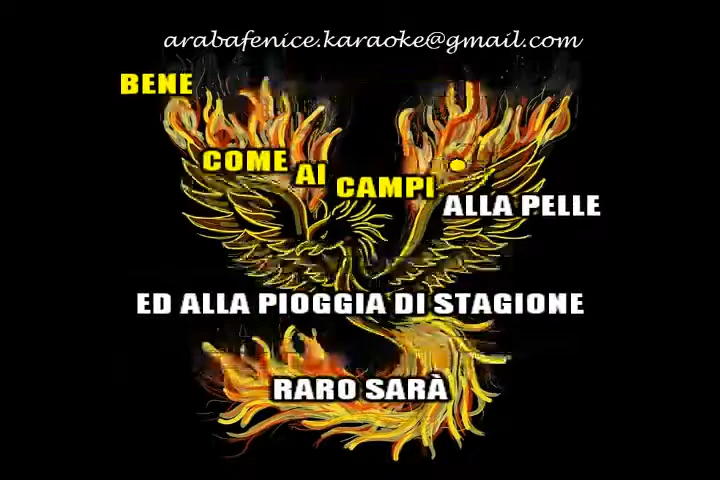 arabafenice.karaoke@gmail.com
BENE
COME AI CAMPI ALLA PELLE
ED ALLA PIOGGIA DI STAGIONE
RARO SARÀ